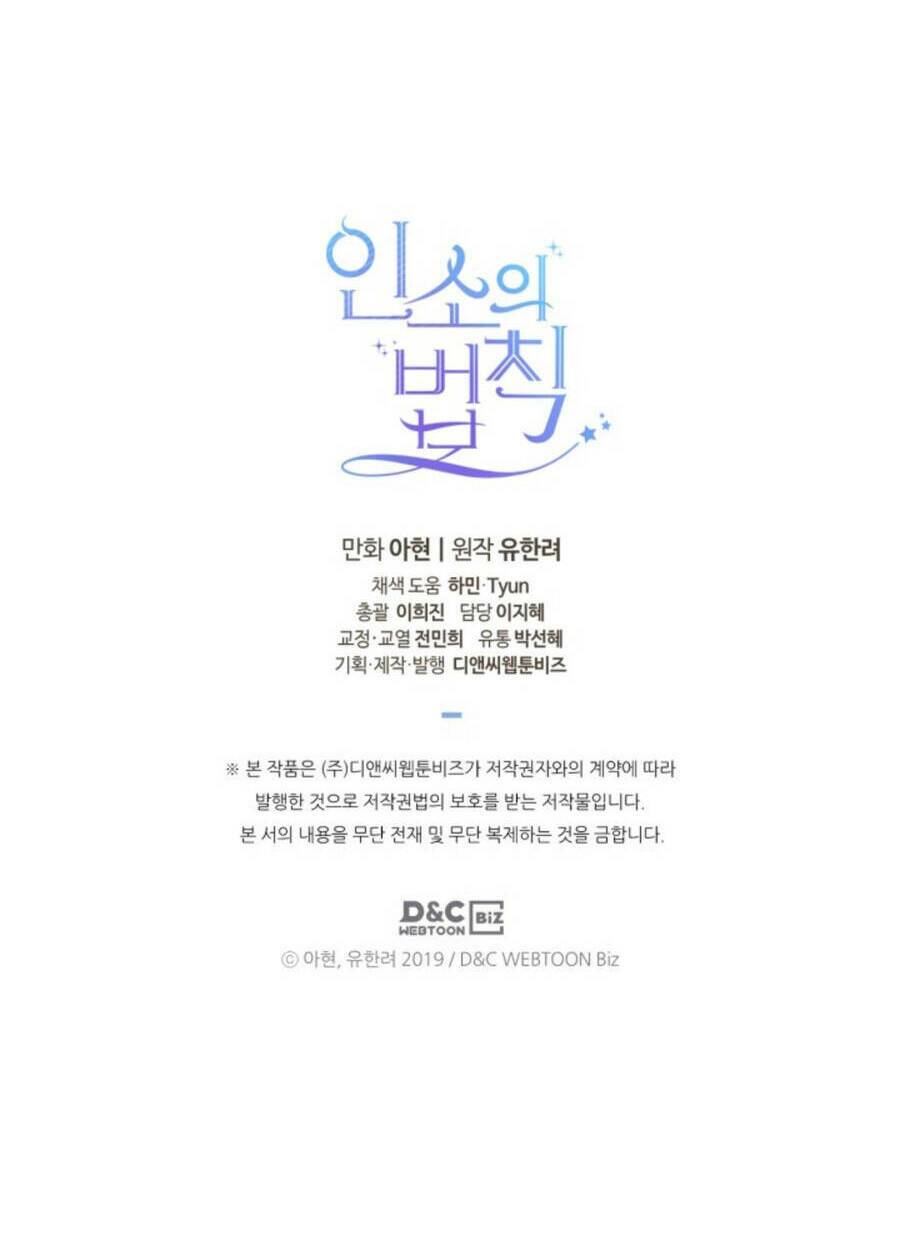 인소의
법칙
만화 아현 | 원작 유한려
채색 도움 하민·Tyun
총괄 이희진 담당 이지혜
교정·교열 전민희 유통 박선혜
기획·제작·발행 디앤씨웹툰비즈
※ 본 작품은 (주)디앤씨웹툰비즈가 저작권자와의 계약에 따라
발행한 것으로 저작권법의 보호를 받는 저작물입니다.
본 서의 내용을 무단 전재 및 무단 복제하는 것을 금합니다.
D&C BiZ
WEBTOON
ⓒ 아현, 유한려 2019 / D&C WEBTOON Biz